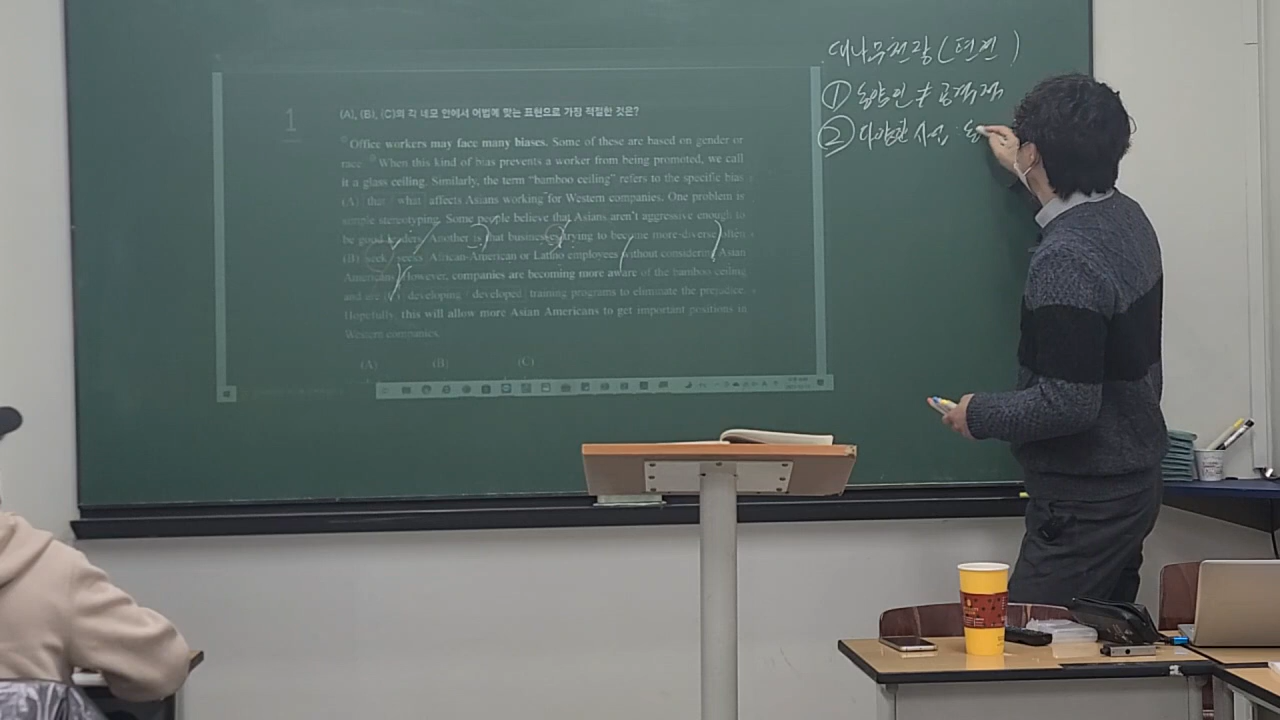 대나무천장(편견)
① 동양인 ≠ 공격적
② 다양한 사업 : 동
1
(A), (B), (C)의 각 네모 안에서 어법에 맞는 표현으로 가장 적절한 것은?
Office workers may face many biases. Some of these are based on gender or
race. When this kind of bias prevents a worker from being promoted, we call
it a glass ceiling. Similarly, the term "bamboo ceiling" refers to the specific bias
(A) that what affects Asians working for Western companies. One problem is
simple stereotyping. Some people believe that Asians aren't aggressive enough to
be good leaders. Another is that businesses trying to become more diverse often
(B) seek seeks African-American or Latino employees without considering Asian
Americans. However, companies are becoming more aware of the bamboo ceiling
and are (C) developing developed training programs to eliminate the prejudice.
Hopefully, this will allow more Asian Americans to get important positions in
Western companies.
(A) (B) (C)